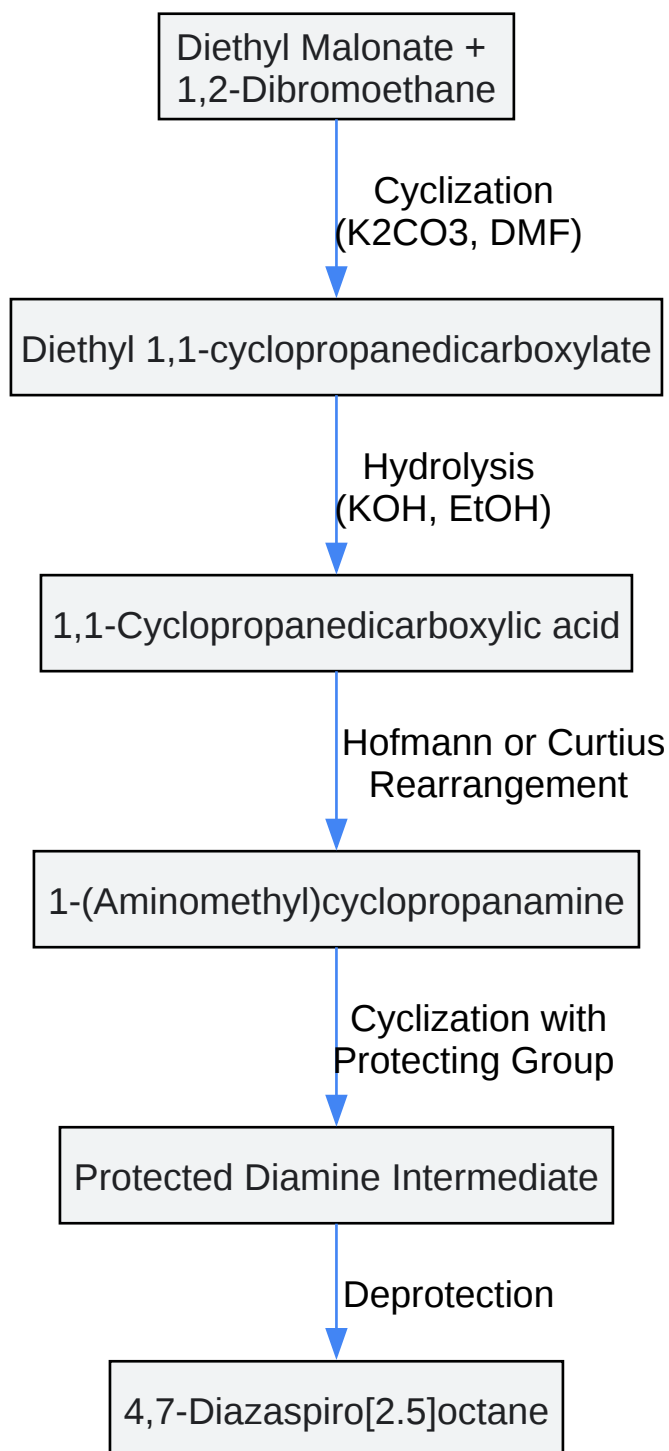 Diethyl Malonate +
1,2-Dibromoethane
Cyclization
(K2CO3, DMF)
Diethyl 1,1-cyclopropanedicarboxylate
Hydrolysis
(KOH, EtOH)
1,1-Cyclopropanedicarboxylic acid
Hofmann or Curtius
Rearrangement
1-(Aminomethyl)cyclopropanamine
Cyclization with
Protecting Group
Protected Diamine Intermediate
Deprotection
4,7-Diazaspiro[2.5]octane